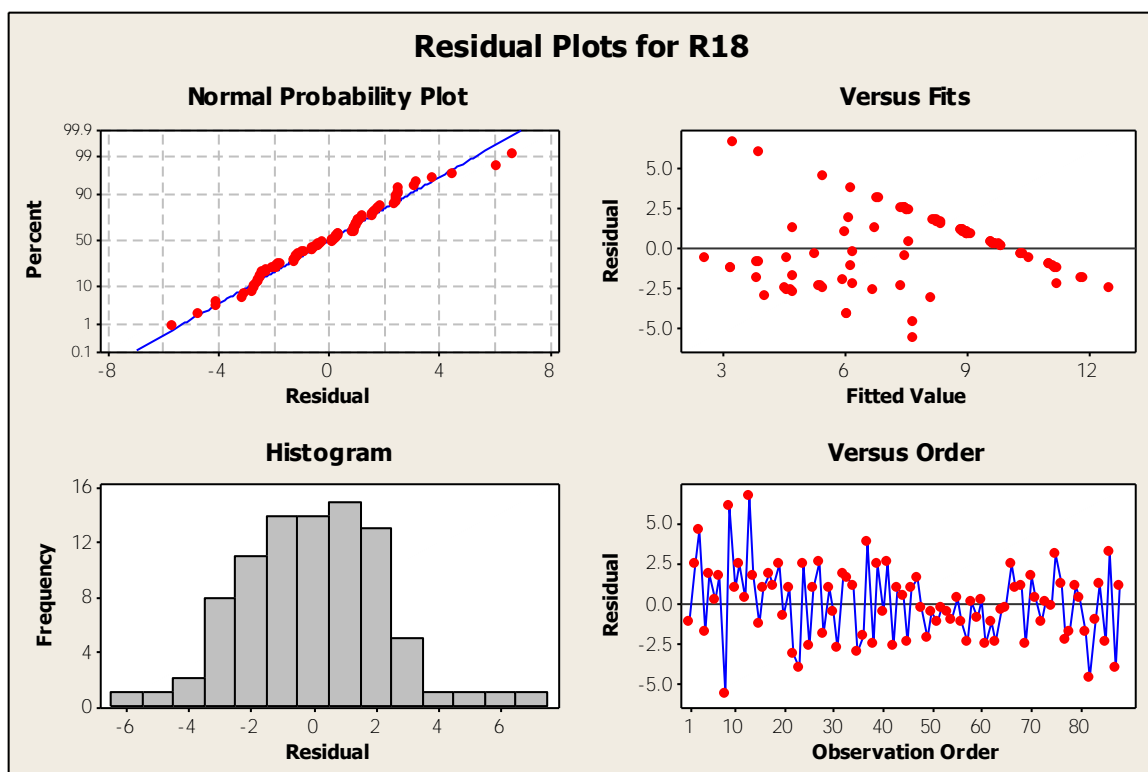 Residual Plots for R18
Normal Probability Plot
99.9
99
90
50
10
1
0.1
Percent
-8 -4 0 4 8
Residual
Versus Fits
5.0
2.5
0.0
-2.5
-5.0
Residual
3 6 9 12
Fitted Value
Histogram
16
12
8
4
0
Frequency
-6 -4 -2 0 2 4 6
Residual
Versus Order
5.0
2.5
0.0
-2.5
-5.0
Residual
1 10 20 30 40 50 60 70 80
Observation Order